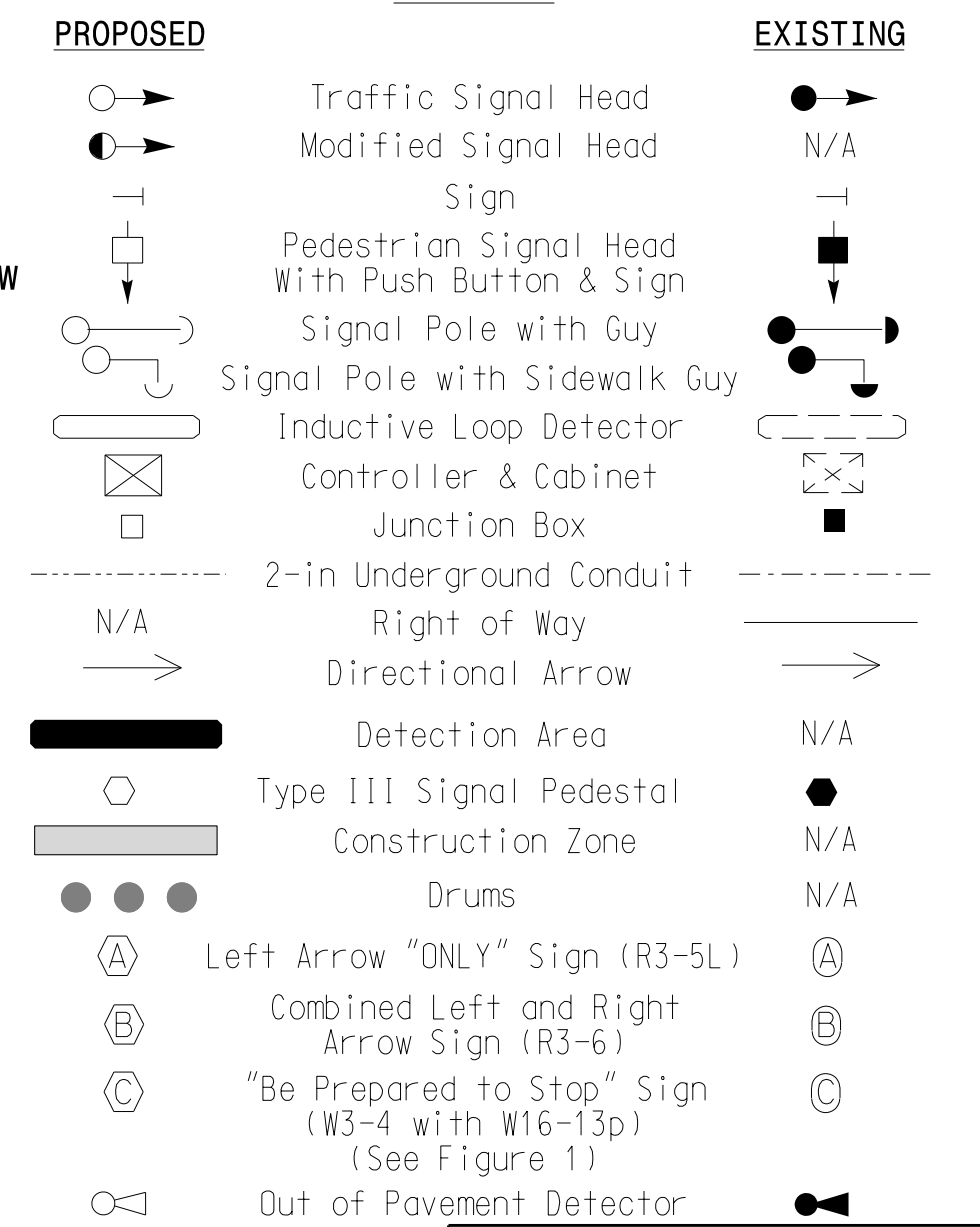 PROPOSED EXISTING
Traffic Signal Head
Modified Signal Head N/A
Sign
Pedestrian Signal Head
With Push Button & Sign
W
Signal Pole with Guy
Signal Pole with Sidewalk Guy
Inductive Loop Detector
Controller & Cabinet
Junction Box
2-in Underground Conduit
N/A Right of Way
Directional Arrow
Detection Area N/A
Type III Signal Pedestal
Construction Zone N/A
Drums N/A
A Left Arrow "ONLY" Sign (R3-5L) A
Combined Left and Right
B Arrow Sign (R3-6) B
C "Be Prepared to Stop" Sign C
(W3-4 with W16-13p)
(See Figure 1)
Out of Pavement Detector